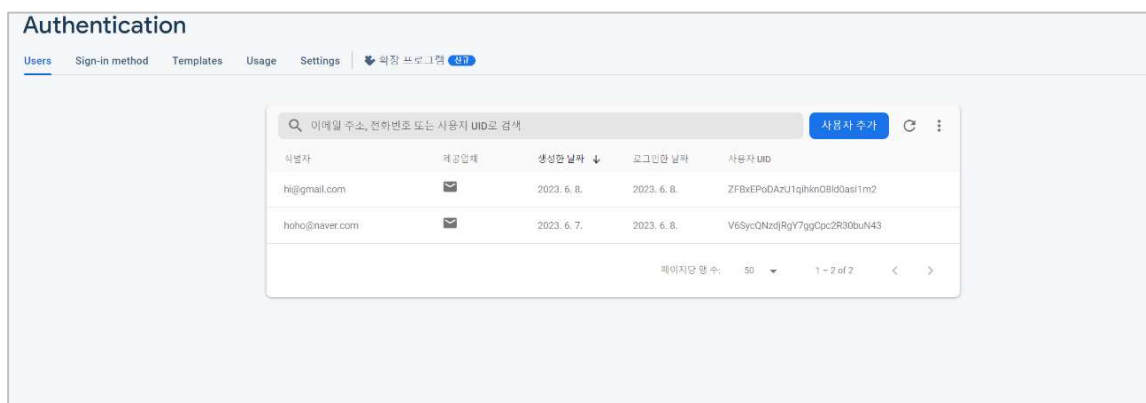 Authentication
Users Sign-in method Templates Usage Settings 확장 프로그램 신규
이메일 주소, 전화번호 또는 사용자 UID로 검색 사용자 추가
식별자 제공업체 생성한 날짜 ↓ 로그인한 날짜 사용자 UID
hi@gmail.com 2023. 6. 8. 2023. 6. 8.
hoho@naver.com 2023. 6. 7. 2023. 6. 8. V6SycQNzdjRgY7ggCpc2R30buN43
페이지당 행 수: 50 1 – 2 of 2